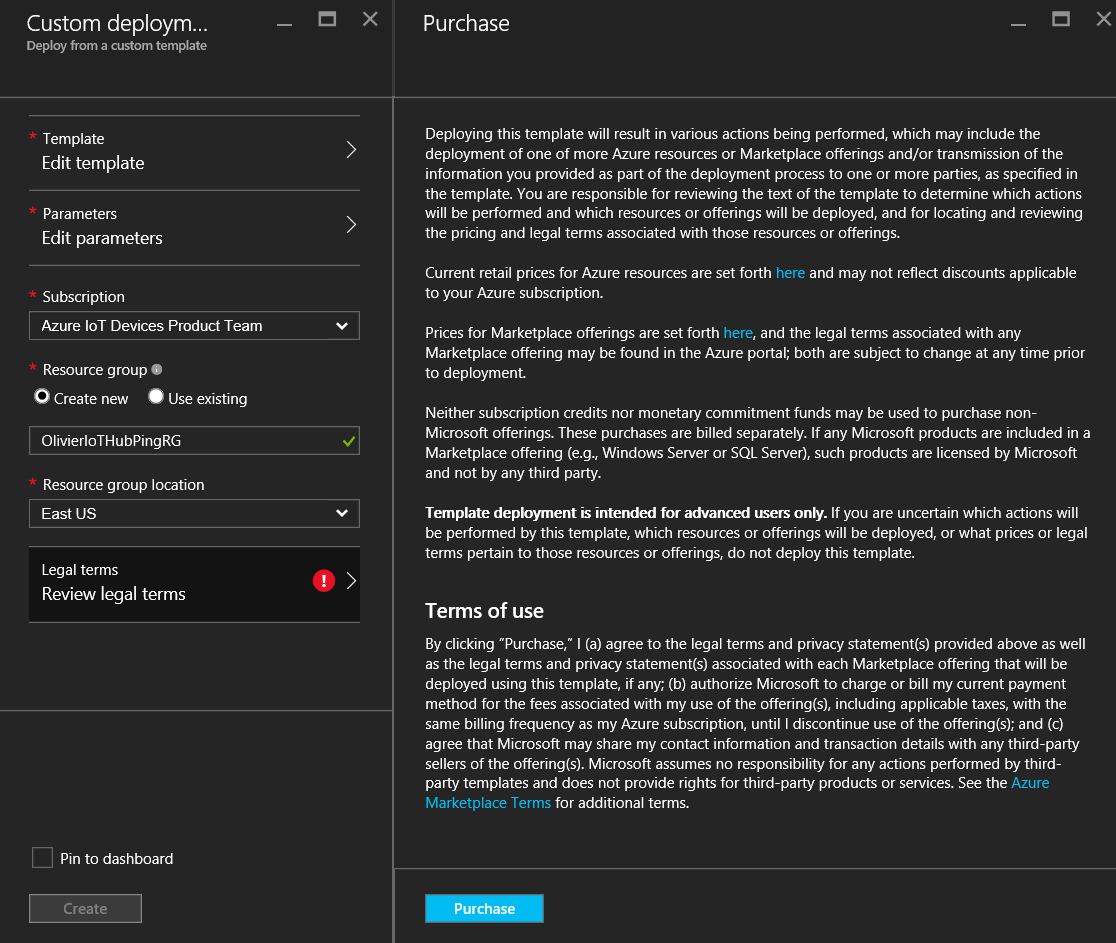 Custom deploym...
Deploy from a custom template
* Template
Edit template
* Parameters
Edit parameters
* Subscription
Azure IoT Devices Product Team
* Resource group
Create new Use existing
OlivierIoTHubPingRG
* Resource group location
East US
Legal terms
Review legal terms
!
Pin to dashboard
Create
Purchase
Deploying this template will result in various actions being performed, which may include the
deployment of one of more Azure resources or Marketplace offerings and/or transmission of the
information you provided as part of the deployment process to one or more parties, as specified in
the template. You are responsible for reviewing the text of the template to determine which actions
will be performed and which resources or offerings will be deployed, and for locating and reviewing
the pricing and legal terms associated with those resources or offerings.
Current retail prices for Azure resources are set forth here and may not reflect discounts applicable
to your Azure subscription.
Prices for Marketplace offerings are set forth here, and the legal terms associated with any
Marketplace offering may be found in the Azure portal; both are subject to change at any time prior
to deployment.
Neither subscription credits nor monetary commitment funds may be used to purchase non-
Microsoft offerings. These purchases are billed separately. If any Microsoft products are included in a
Marketplace offering (e.g., Windows Server or SQL Server), such products are licensed by Microsoft
and not by any third party.
Template deployment is intended for advanced users only. If you are uncertain which actions will
be performed by this template, which resources or offerings will be deployed, or what prices or legal
terms pertain to those resources or offerings, do not deploy this template.
Terms of use
By clicking “Purchase,” I (a) agree to the legal terms and privacy statement(s) provided above as well
as the legal terms and privacy statement(s) associated with each Marketplace offering that will be
deployed using this template, if any; (b) authorize Microsoft to charge or bill my current payment
method for the fees associated with my use of the offering(s), including applicable taxes, with the
same billing frequency as my Azure subscription, until I discontinue use of the offering(s); and (c)
agree that Microsoft may share my contact information and transaction details with any third-party
sellers of the offering(s). Microsoft assumes no responsibility for any actions performed by third-
party templates and does not provide rights for third-party products or services. See the Azure
Marketplace Terms for additional terms.
Purchase